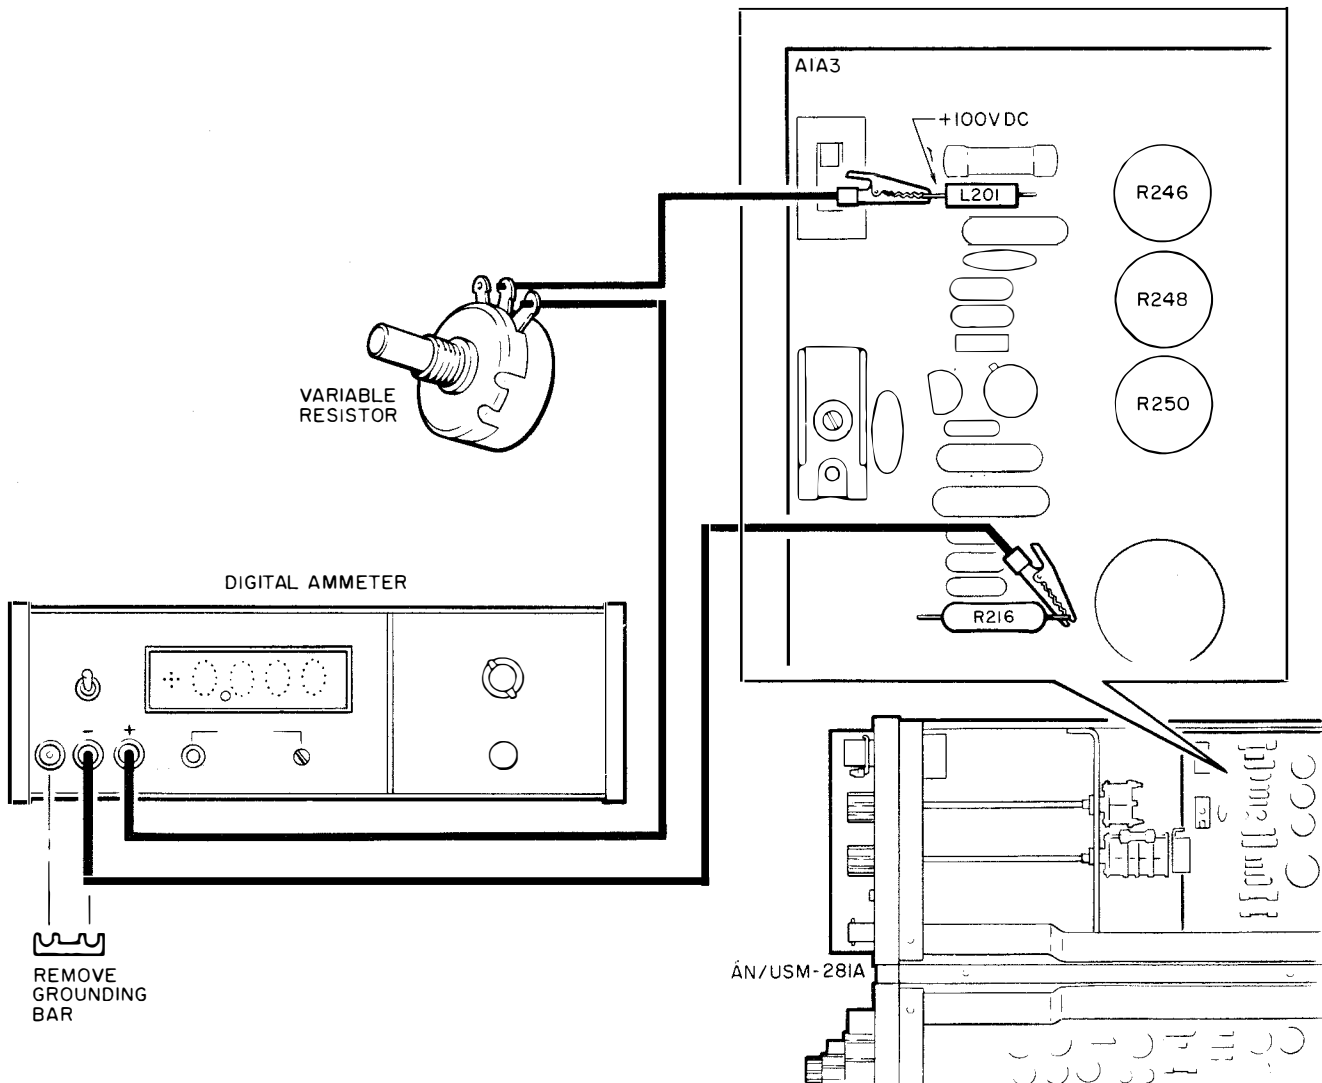 A1A3
+100VDC
L201
R246
R248
R250
VARIABLE
RESISTOR
R216
DIGITAL AMMETER
- +
REMOVE
GROUNDING
BAR
AN/USM-281A